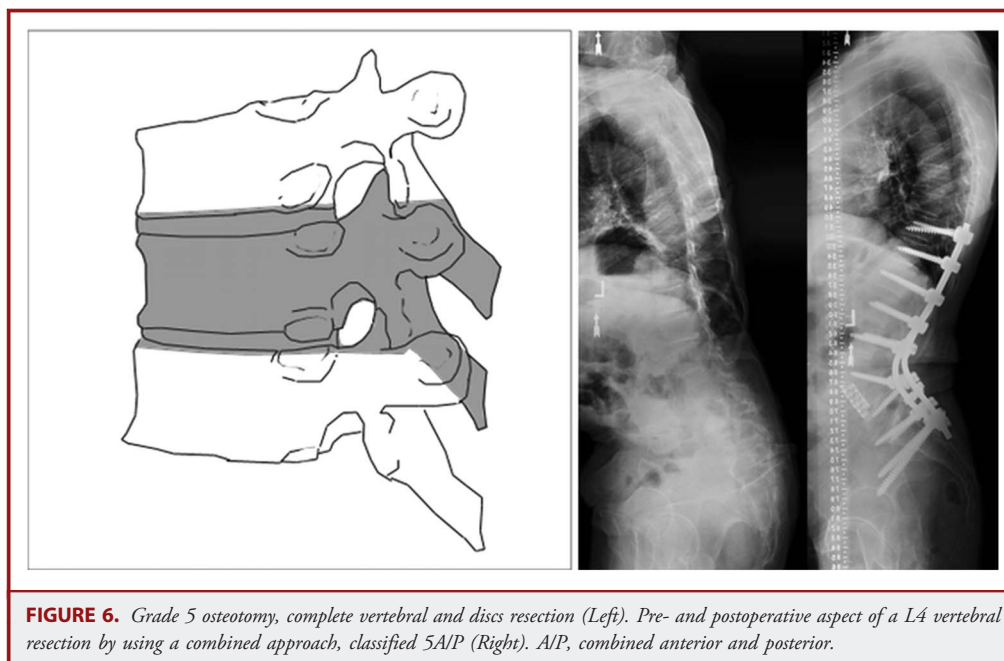 FIGURE 6. Grade 5 osteotomy, complete vertebral and discs resection (Left). Pre- and postoperative aspect of a L4 vertebral
resection by using a combined approach, classified 5A/P (Right). A/P, combined anterior and posterior.